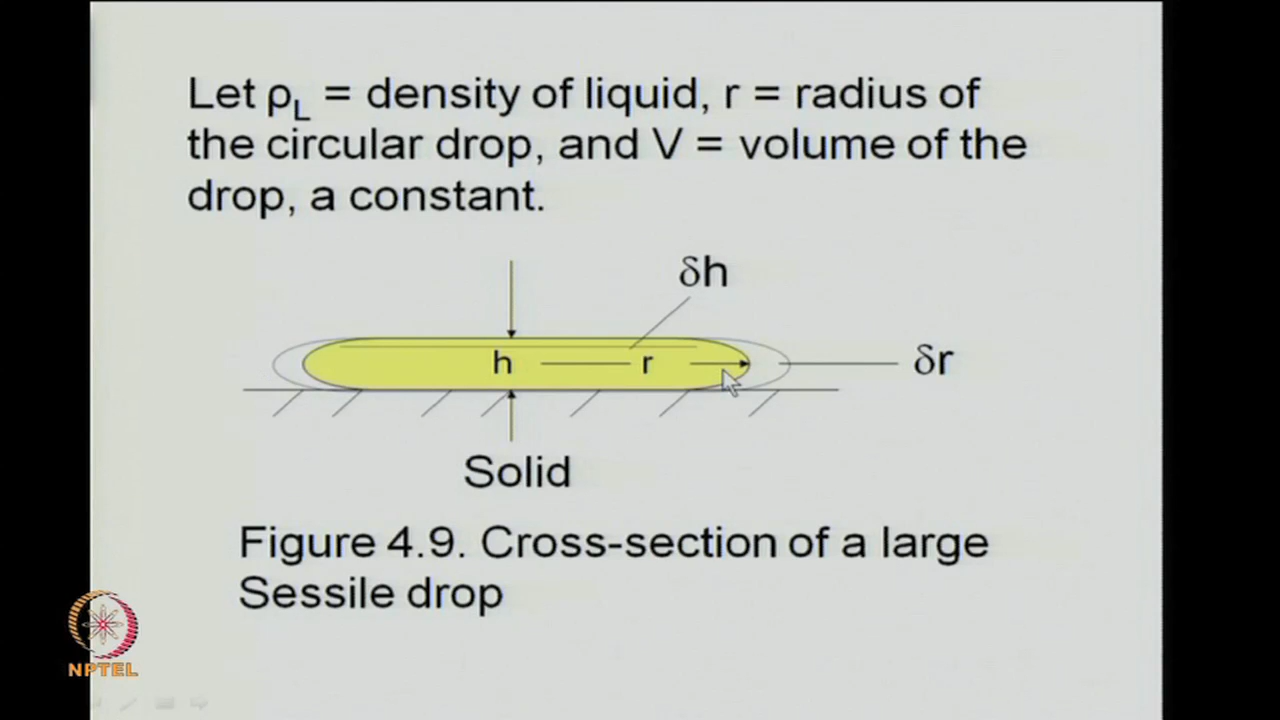 Let ρL = density of liquid, r = radius of
the circular drop, and V = volume of the
drop, a constant.
δh
h
r
δr
Solid
Figure 4.9. Cross-section of a large
Sessile drop
NPTEL